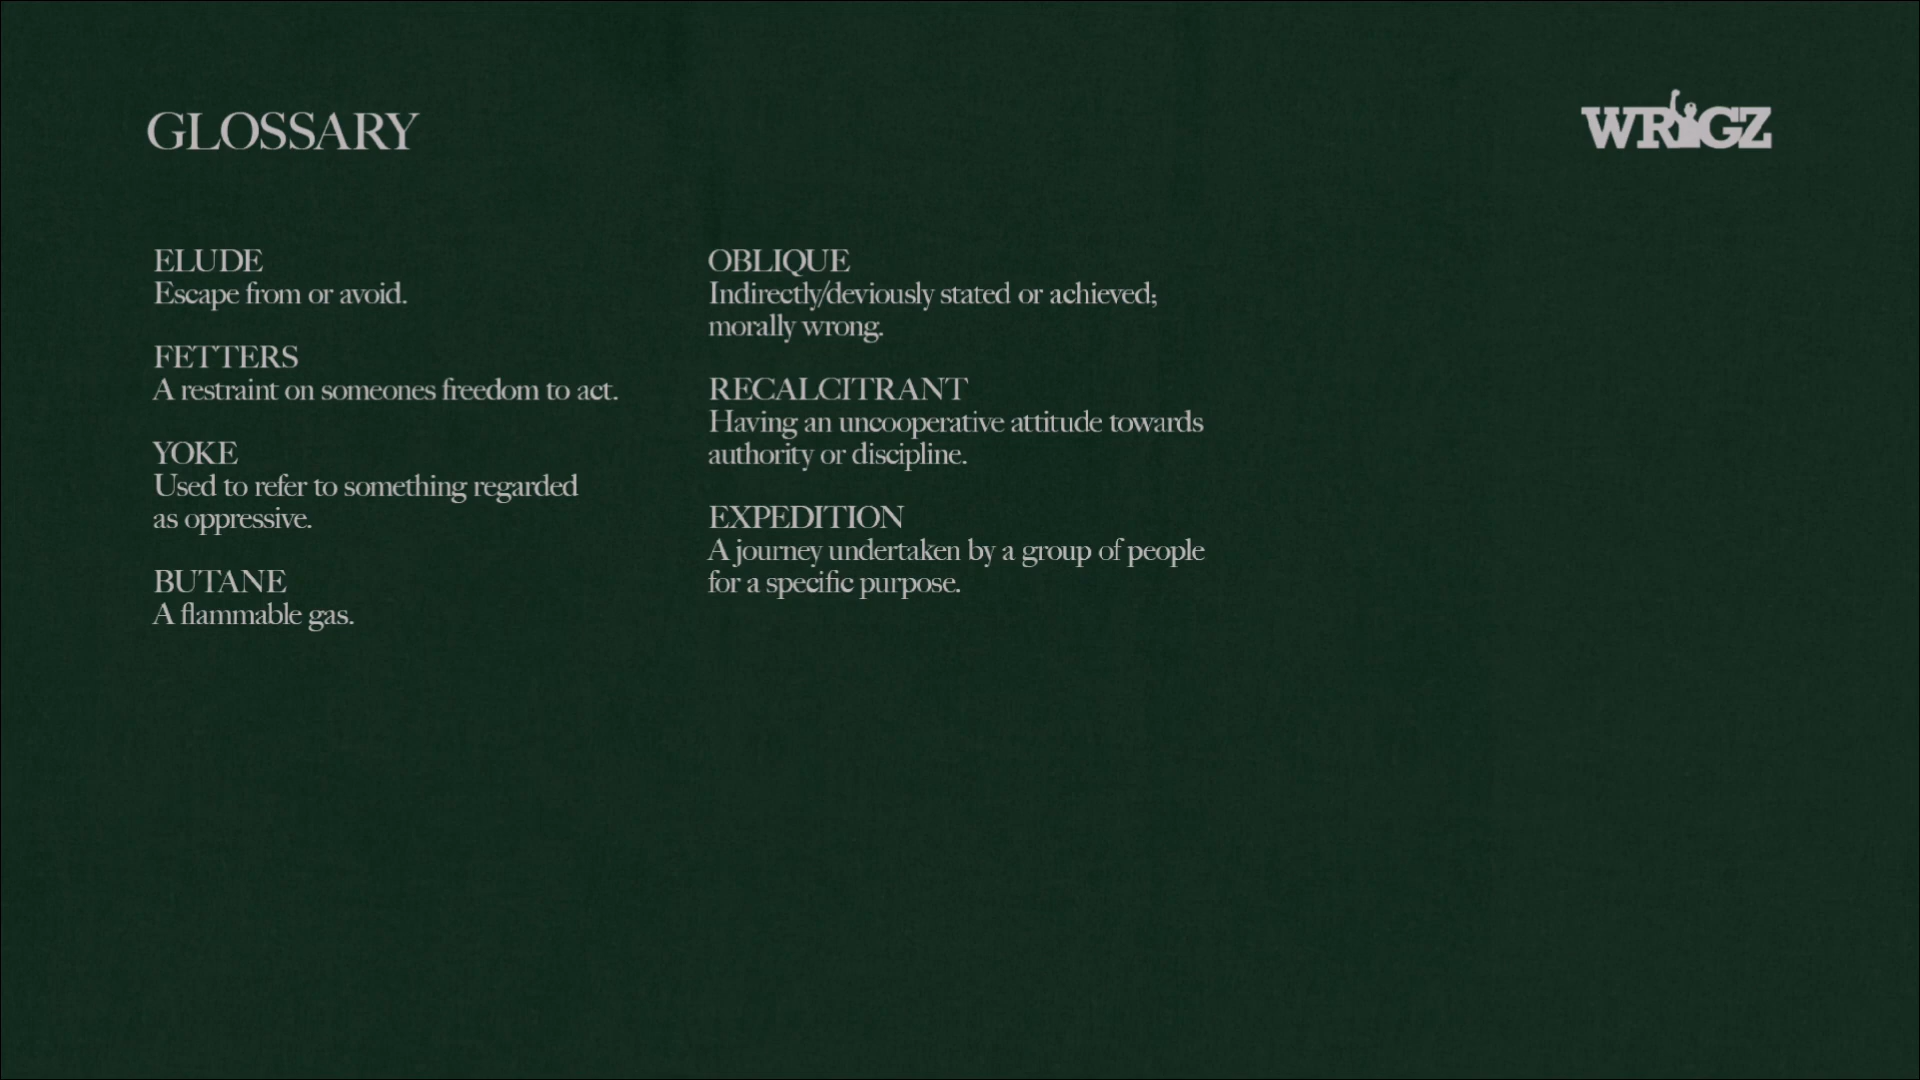 GLOSSARY
WRIGZ
ELUDE
Escape from or avoid.
FETTERS
A restraint on someones freedom to act.
YOKE
Used to refer to something regarded
as oppressive.
BUTANE
A flammable gas.
OBLIQUE
Indirectly/deviously stated or achieved;
morally wrong.
RECALCITRANT
Having an uncooperative attitude towards
authority or discipline.
EXPEDITION
A journey undertaken by a group of people
for a specific purpose.